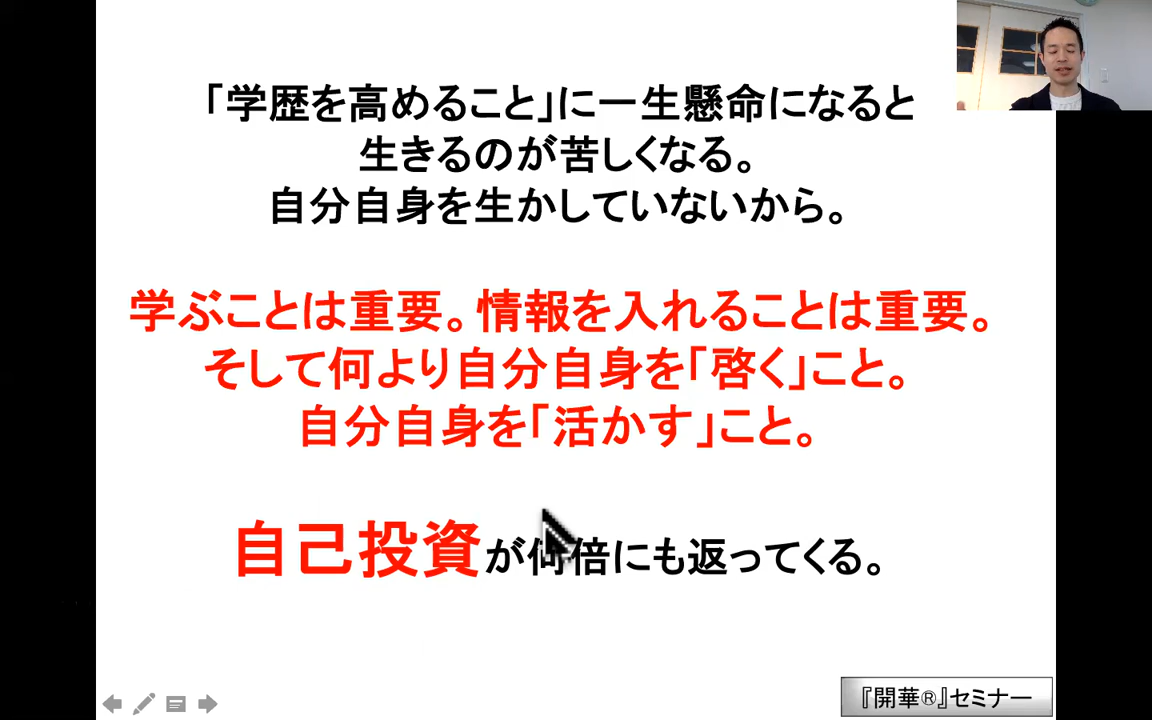 「学歴を高めること」に一生懸命になると
生きるのが苦しくなる。
自分自身を生かしていないから。
学ぶことは重要。情報を入れることは重要。
そして何より自分自身を「啓く」こと。
自分自身を「活かす」こと。
自己投資が何倍にも返ってくる。
『開華®』セミナー